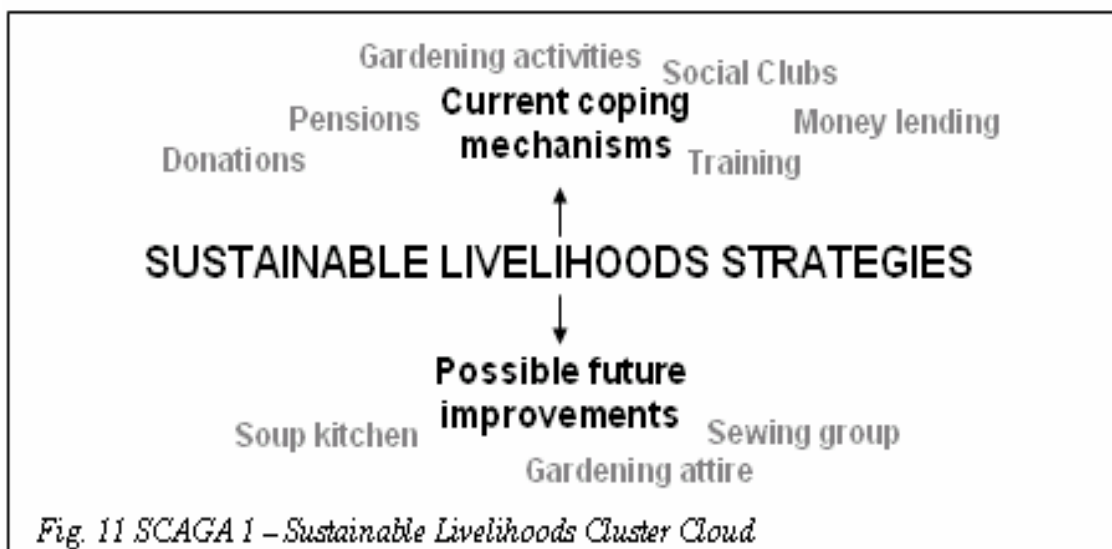 Gardening activities
Social Clubs
Current coping
Pensions
Money lending
mechanisms
Donations
Training
SUSTAINABLE LIVELIHOODS STRATEGIES
Possible future
improvements
Soup kitchen
Sewing group
Gardening attire
Fig. 11 SCAGA 1 – Sustainable Livelihoods Cluster Cloud